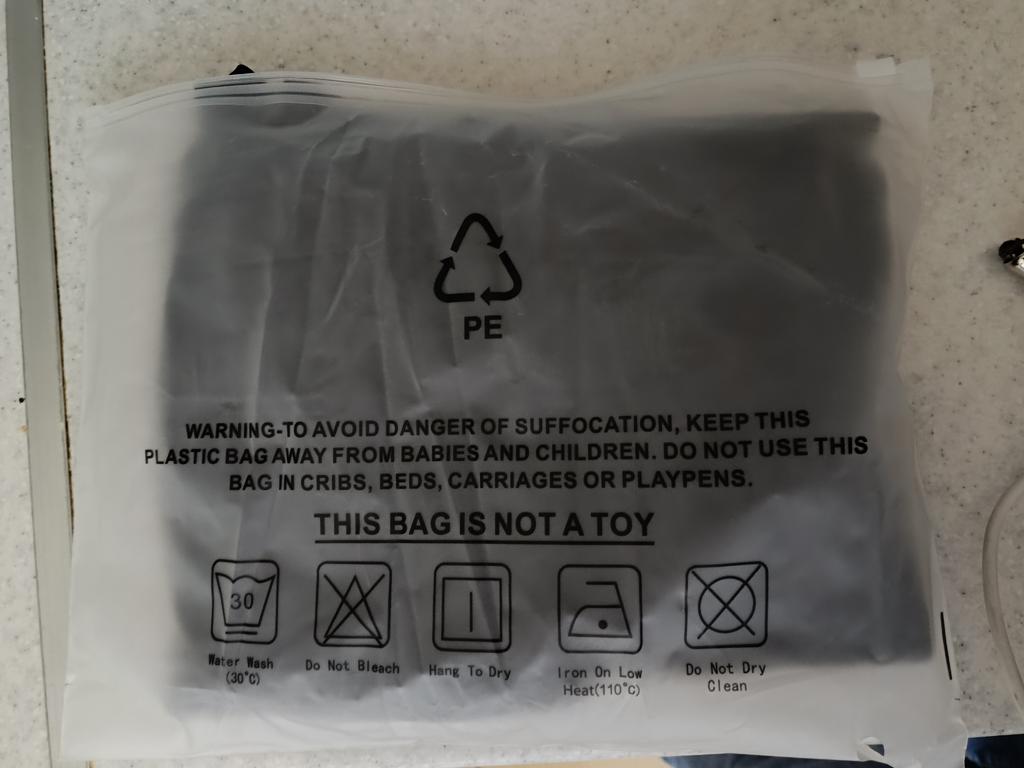 PE
WARNING-TO AVOID DANGER OF SUFFOCATION, KEEP THIS
PLASTIC BAG AWAY FROM BABIES AND CHILDREN. DO NOT USE THIS
BAG IN CRIBS, BEDS, CARRIAGES OR PLAYPENS.
THIS BAG IS NOT A TOY
30
Water Wash
(30°C)
Do Not Bleach
Hang To Dry
Iron On Low
Heat(110°C)
Do Not Dry
Clean